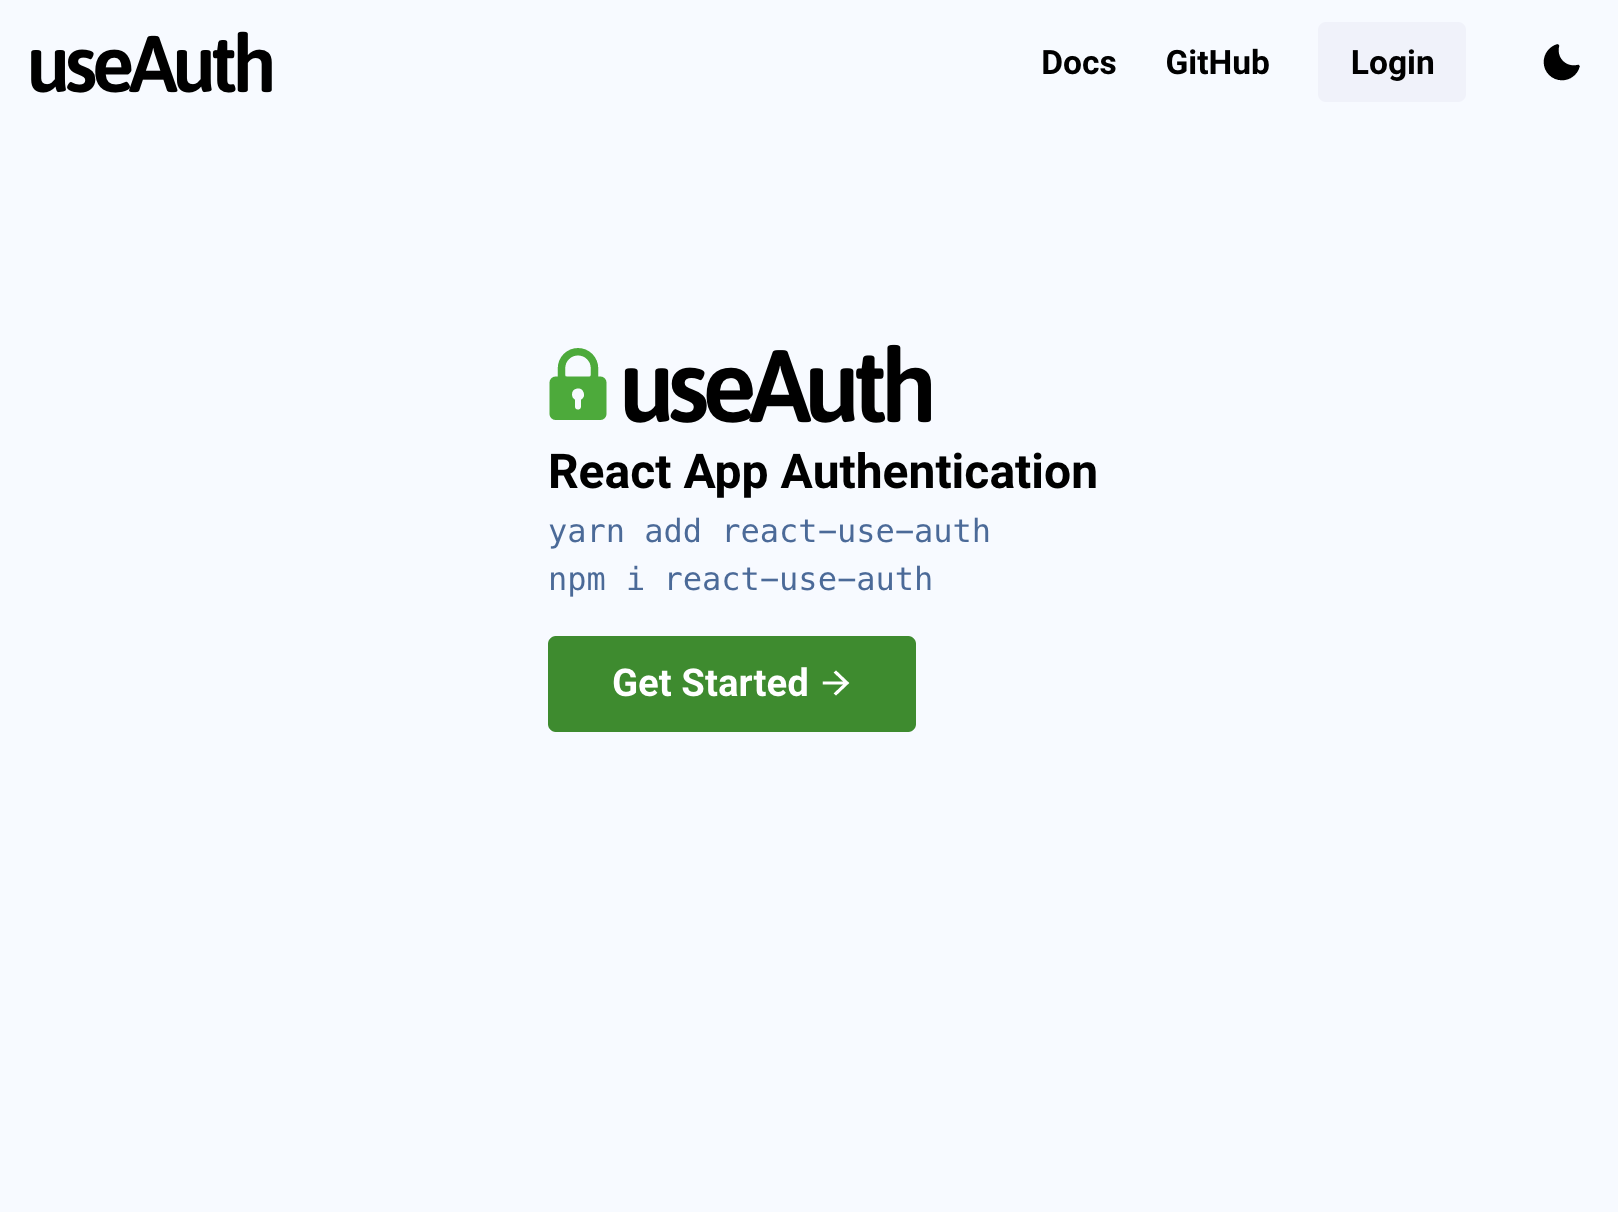 useAuth
Docs
GitHub
Login
useAuth
React App Authentication
yarn add react-use-auth
npm i react-use-auth
Get Started →